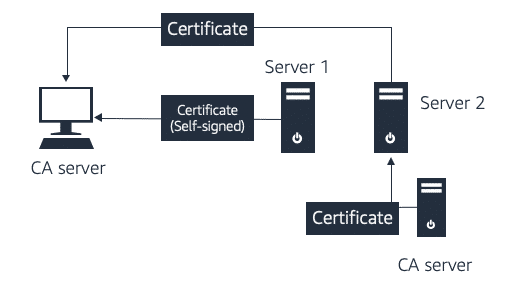 Certificate
Server 1
Certificate
(Self-signed)
Server 2
CA server
Certificate
CA server